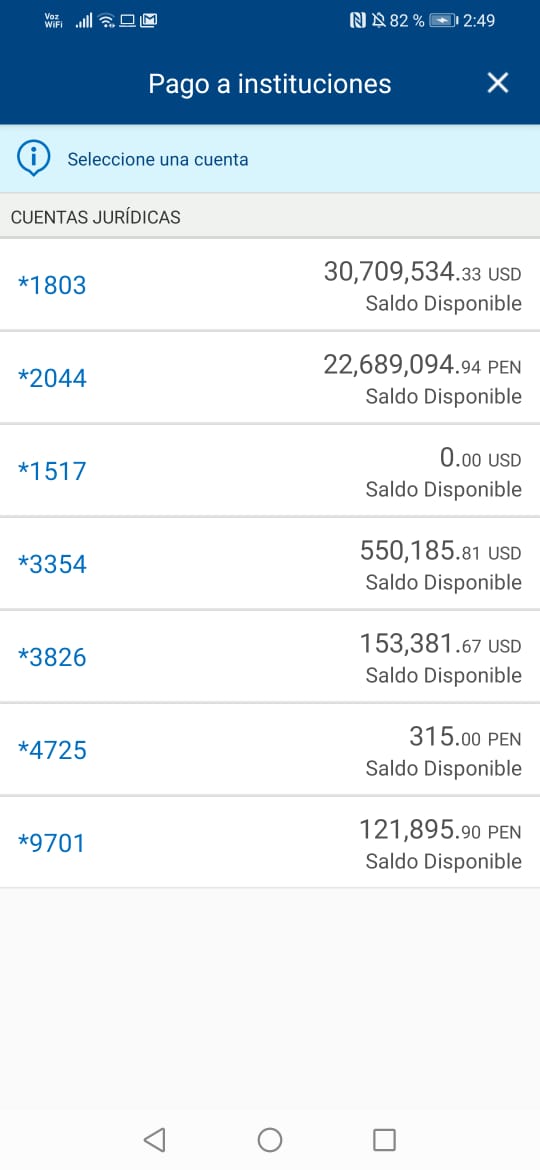 Voz
WiFi
82 %
2:49
Pago a instituciones
Seleccione una cuenta
CUENTAS JURÍDICAS
*1803
30,709,534.33 USD
Saldo Disponible
*2044
22,689,094.94 PEN
Saldo Disponible
*1517
0.00 USD
Saldo Disponible
*3354
550,185.81 USD
Saldo Disponible
*3826
153,381.67 USD
Saldo Disponible
*4725
315.00 PEN
Saldo Disponible
*9701
121,895.90 PEN
Saldo Disponible